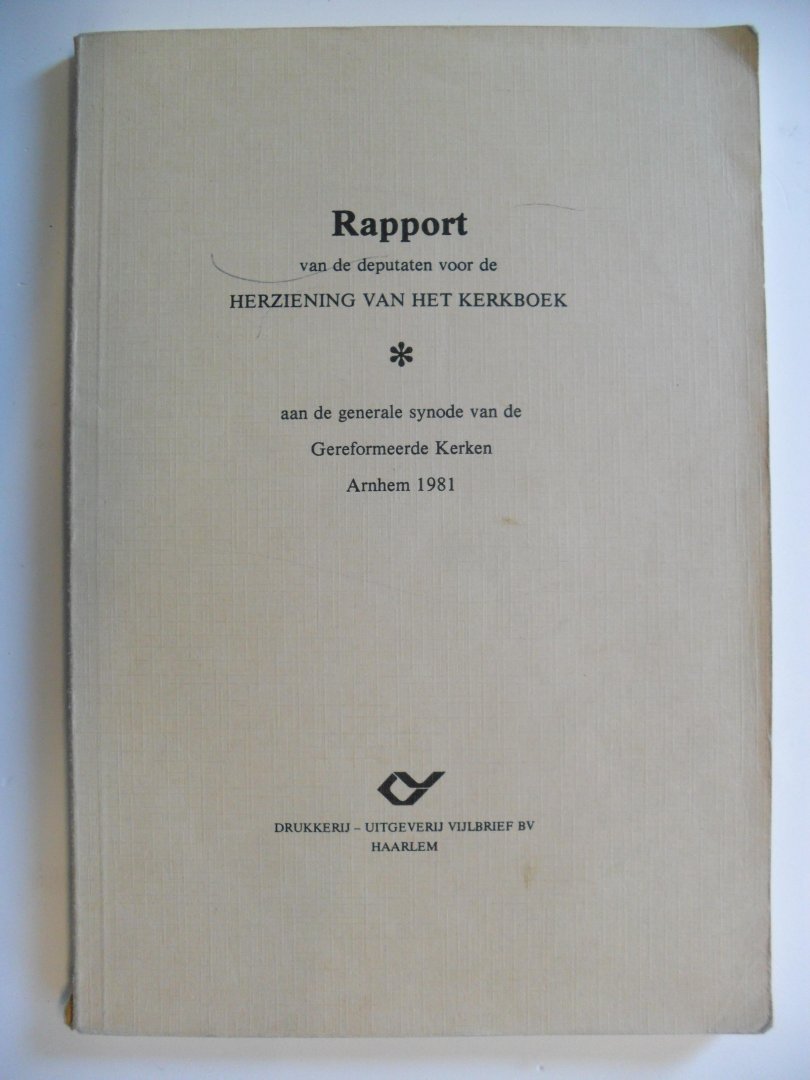 Rapport
van de deputaten voor de
HERZIENING VAN HET KERKBOEK
*
aan de generale synode van de
Gereformeerde Kerken
Arnhem 1981
DRUKKERIJ – UITGEVERIJ VIJLBRIEF BV
HAARLEM